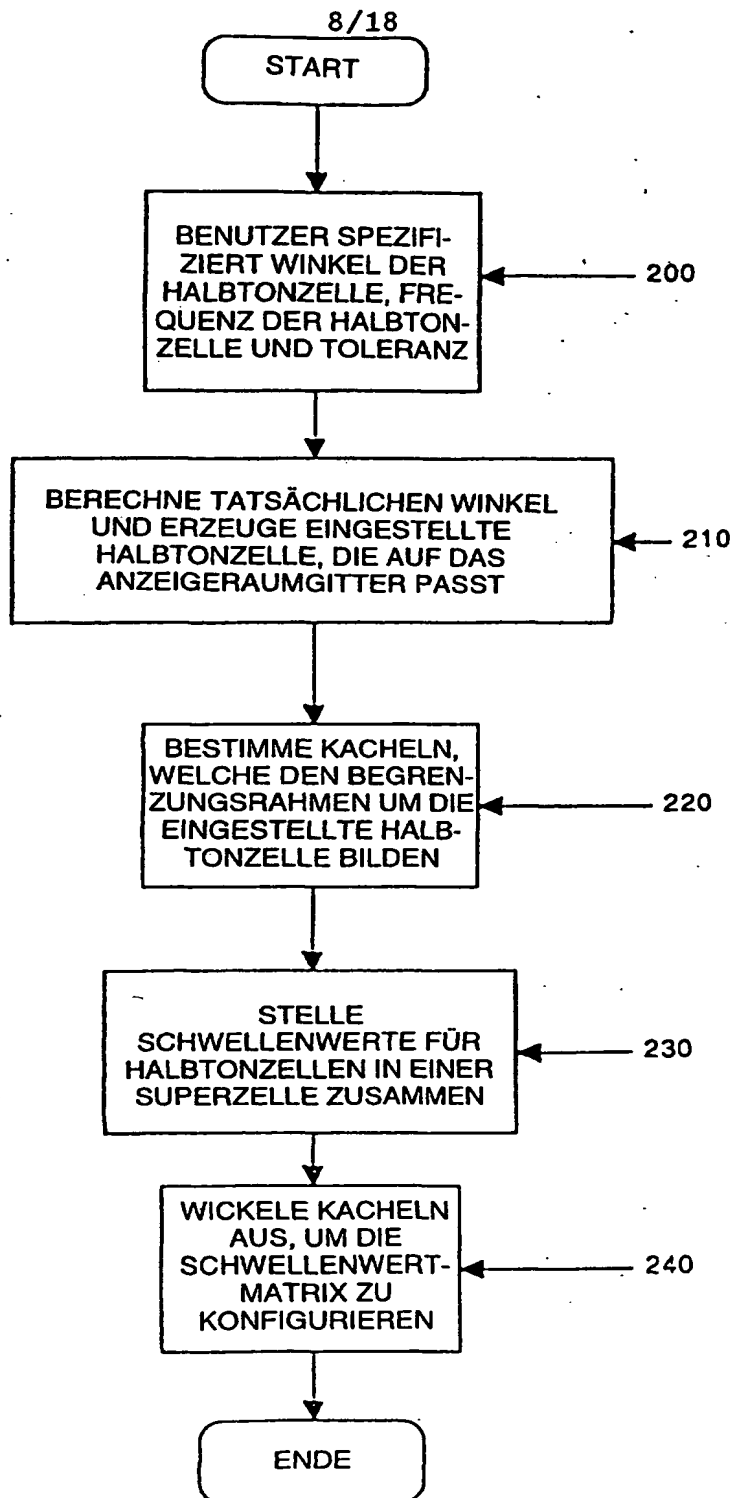 8/18
START
BENUTZER SPEZIFI-
ZIERT WINKEL DER
HALBTONZELLE, FRE-
QUENZ DER HALBTON-
ZELLE UND TOLERANZ
200
BERECHNE TATSÄCHLICHEN WINKEL
UND ERZEUGE EINGESTELLTE
HALBTONZELLE, DIE AUF DAS
ANZEIGERAUMGITTER PASST
210
BESTIMME KACHELN,
WELCHE DEN BEGREN-
ZUNGSRAHMEN UM DIE
EINGESTELLTE HALB-
TONZELLE BILDEN
220
STELLE
SCHWELLENWERTE FÜR
HALBTONZELLEN IN EINER
SUPERZELLE ZUSAMMEN
230
WICKELE KACHELN
AUS, UM DIE
SCHWELLENWERT-
MATRIX ZU
KONFIGURIEREN
240
ENDE